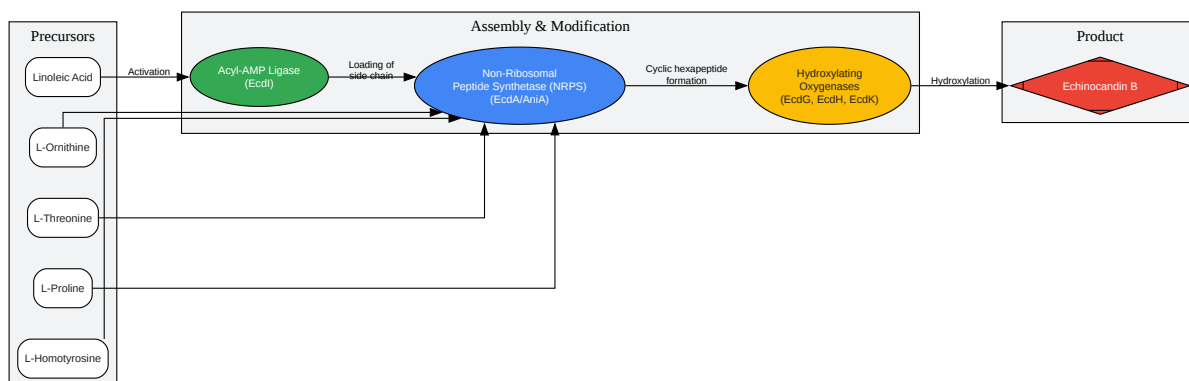 Precursors
Linoleic Acid
L-Ornithine
L-Threonine
L-Proline
L-Homotyrosine
Activation
Assembly & Modification
Acyl-AMP Ligase
(EcdI)
Loading of
side chain
Non-Ribosomal
Peptide Synthetase (NRPS)
(EcdA/AniA)
Cyclic hexapeptide
formation
Hydroxylating
Oxygenases
(EcdG, EcdH, EcdK)
Hydroxylation
Product
Echinocandin B